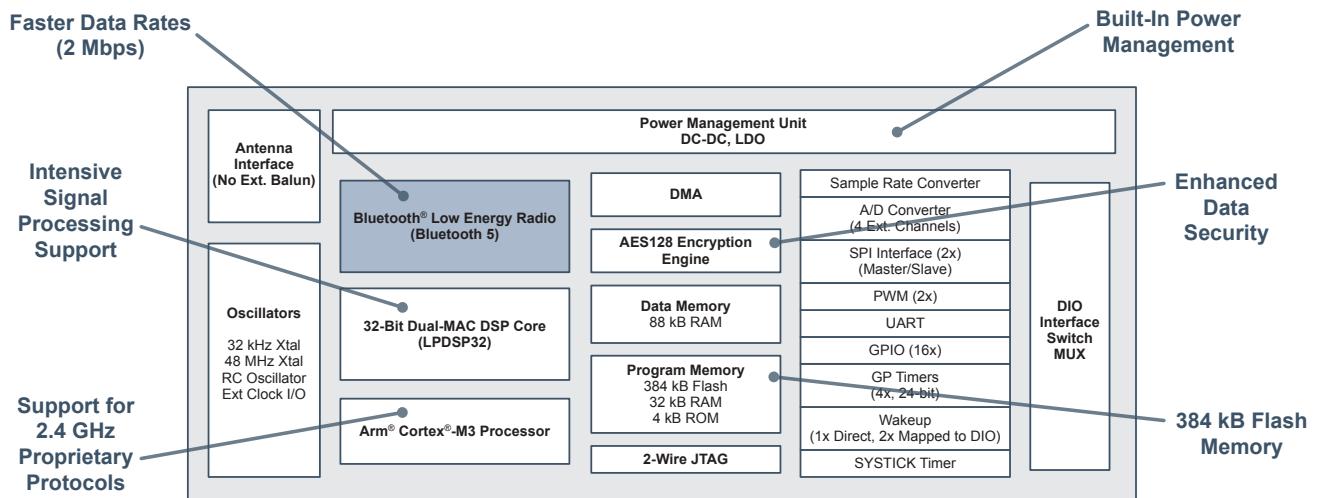 Faster Data Rates
(2 Mbps)
Built-In Power
Management
Power Management Unit
DC-DC, LDO
Antenna
Interface
(No Ext. Balun)
Intensive
Signal
Processing
Support
Bluetooth® Low Energy Radio
(Bluetooth 5)
DMA
AES128 Encryption
Engine
Sample Rate Converter
A/D Converter
(4 Ext. Channels)
SPI Interface (2x)
(Master/Slave)
PWM (2x)
UART
GPIO (16x)
GP Timers
(4x, 24-bit)
Wakeup
(1x Direct, 2x Mapped to DIO)
SYSTICK Timer
Enhanced
Data
Security
Oscillators
32 kHz Xtal
48 MHz Xtal
RC Oscillator
Ext Clock I/O
32-Bit Dual-MAC DSP Core
(LPDSP32)
Data Memory
88 kB RAM
Program Memory
384 kB Flash
32 kB RAM
4 kB ROM
DIO
Interface
Switch
MUX
Support for
2.4 GHz
Proprietary
Protocols
Arm® Cortex®-M3 Processor
2-Wire JTAG
384 kB Flash
Memory